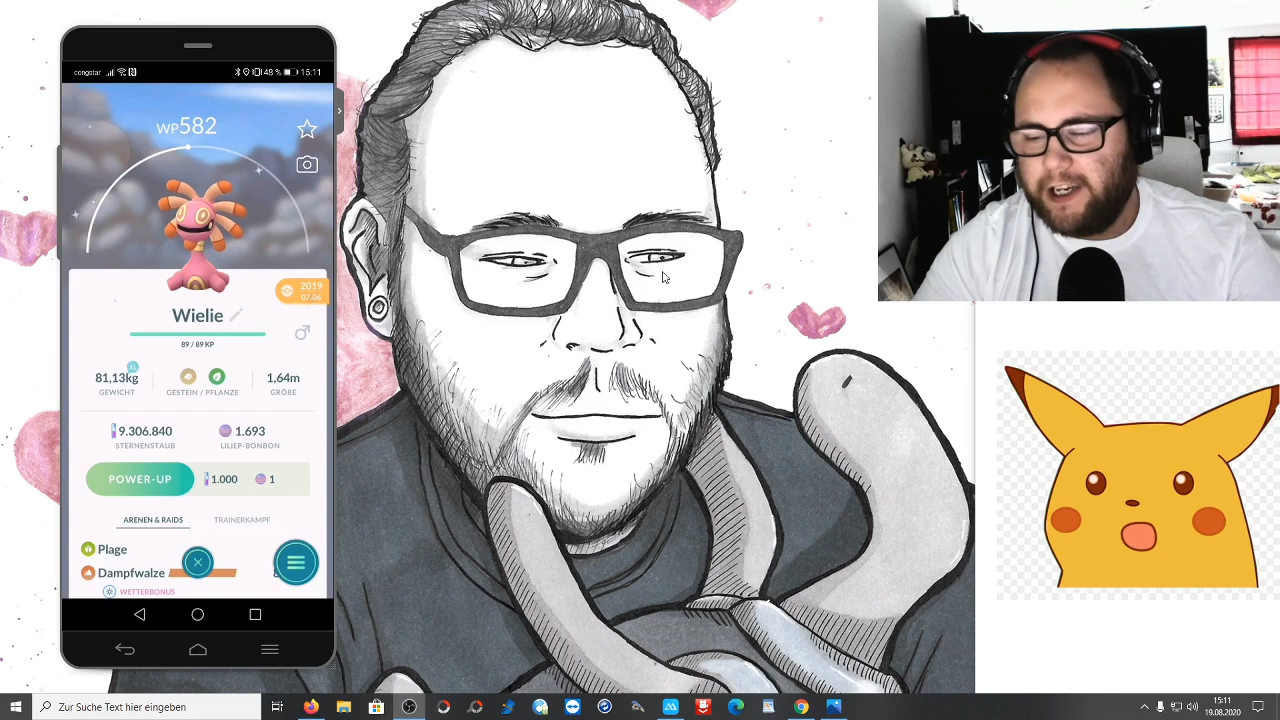 congstar
48 %
15:11
WP582
2019
07.06
Wielie
89 / 89 KP
XL
81,13kg
1,64m
GEWICHT
GESTEIN / PFLANZE
GRÖẞE
9.306.840
1.693
STERNENSTAUB
LILIEP-BONBON
POWER-UP
1.000
1
ARENEN & RAIDS
TRAINERKAMPF
Plage
Dampfwalze
WETTERBONUS
Zur Suche Text hier eingeben
15:11
19.08.2020